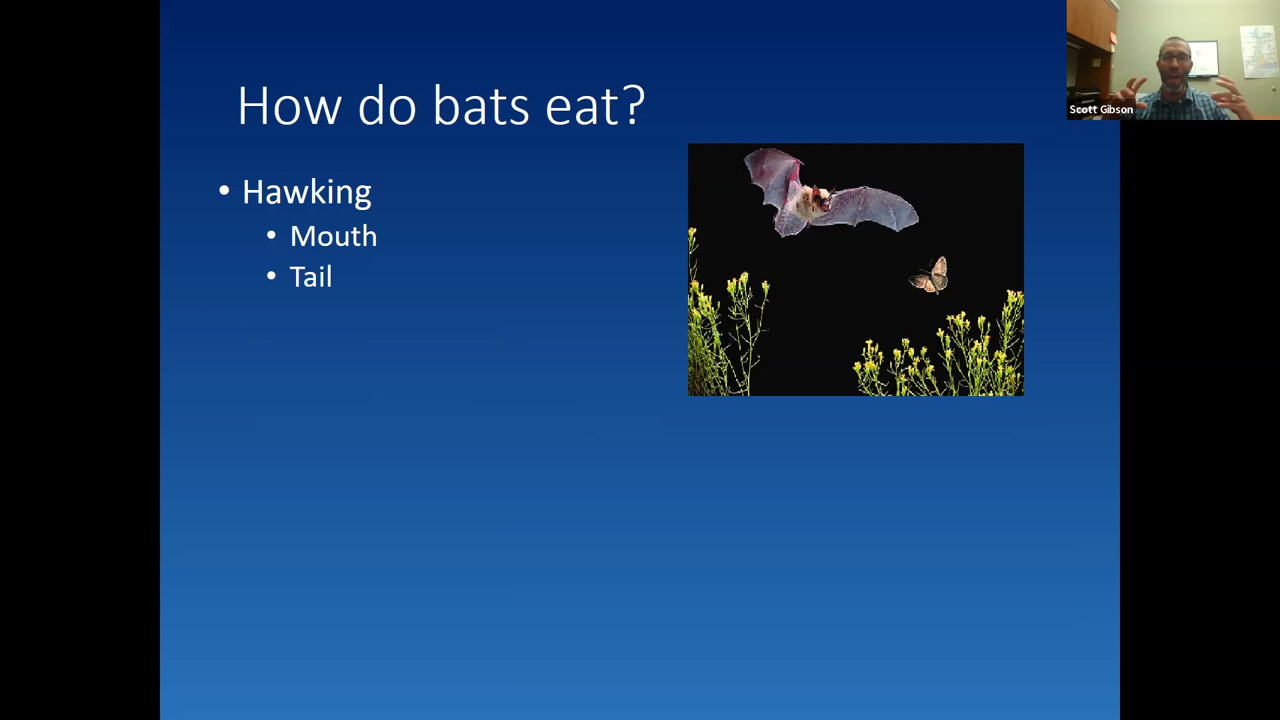 How do bats eat?
• Hawking
• Mouth
• Tail
Scott Gibson